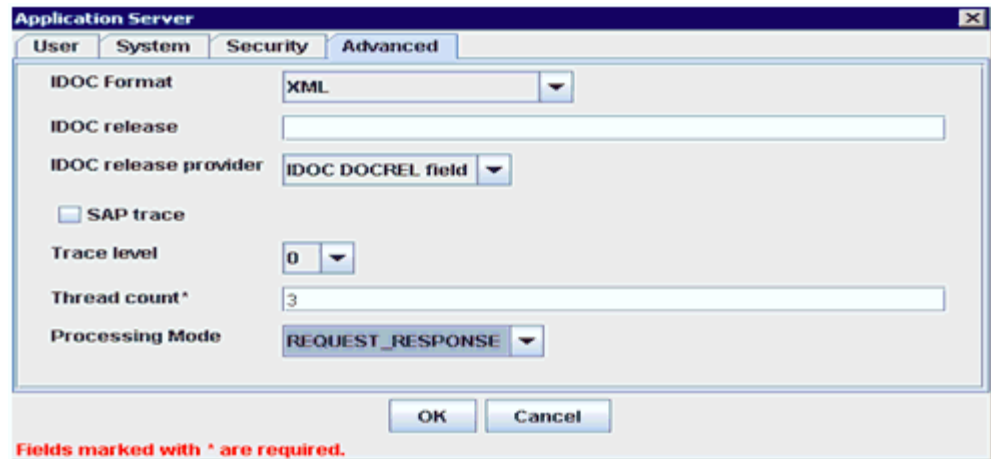 Application Server
User System Security Advanced
IDOC Format XML
IDOC release
IDOC release provider IDOC DOCREL field
SAP trace
Trace level 0
Thread count* 3
Processing Mode REQUEST_RESPONSE
OK Cancel
Fields marked with * are required.